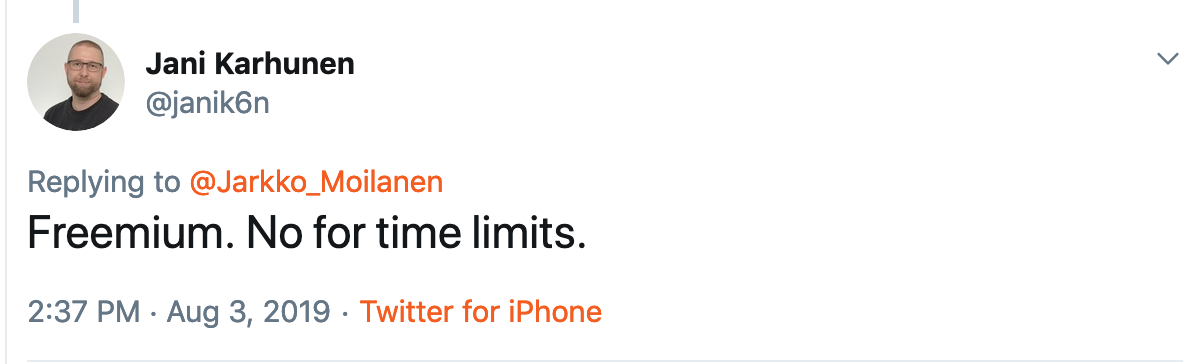 Jani Karhunen
@janik6n
Replying to @Jarkko_Moilanen
Freemium. No for time limits.
2:37 PM · Aug 3, 2019 · Twitter for iPhone